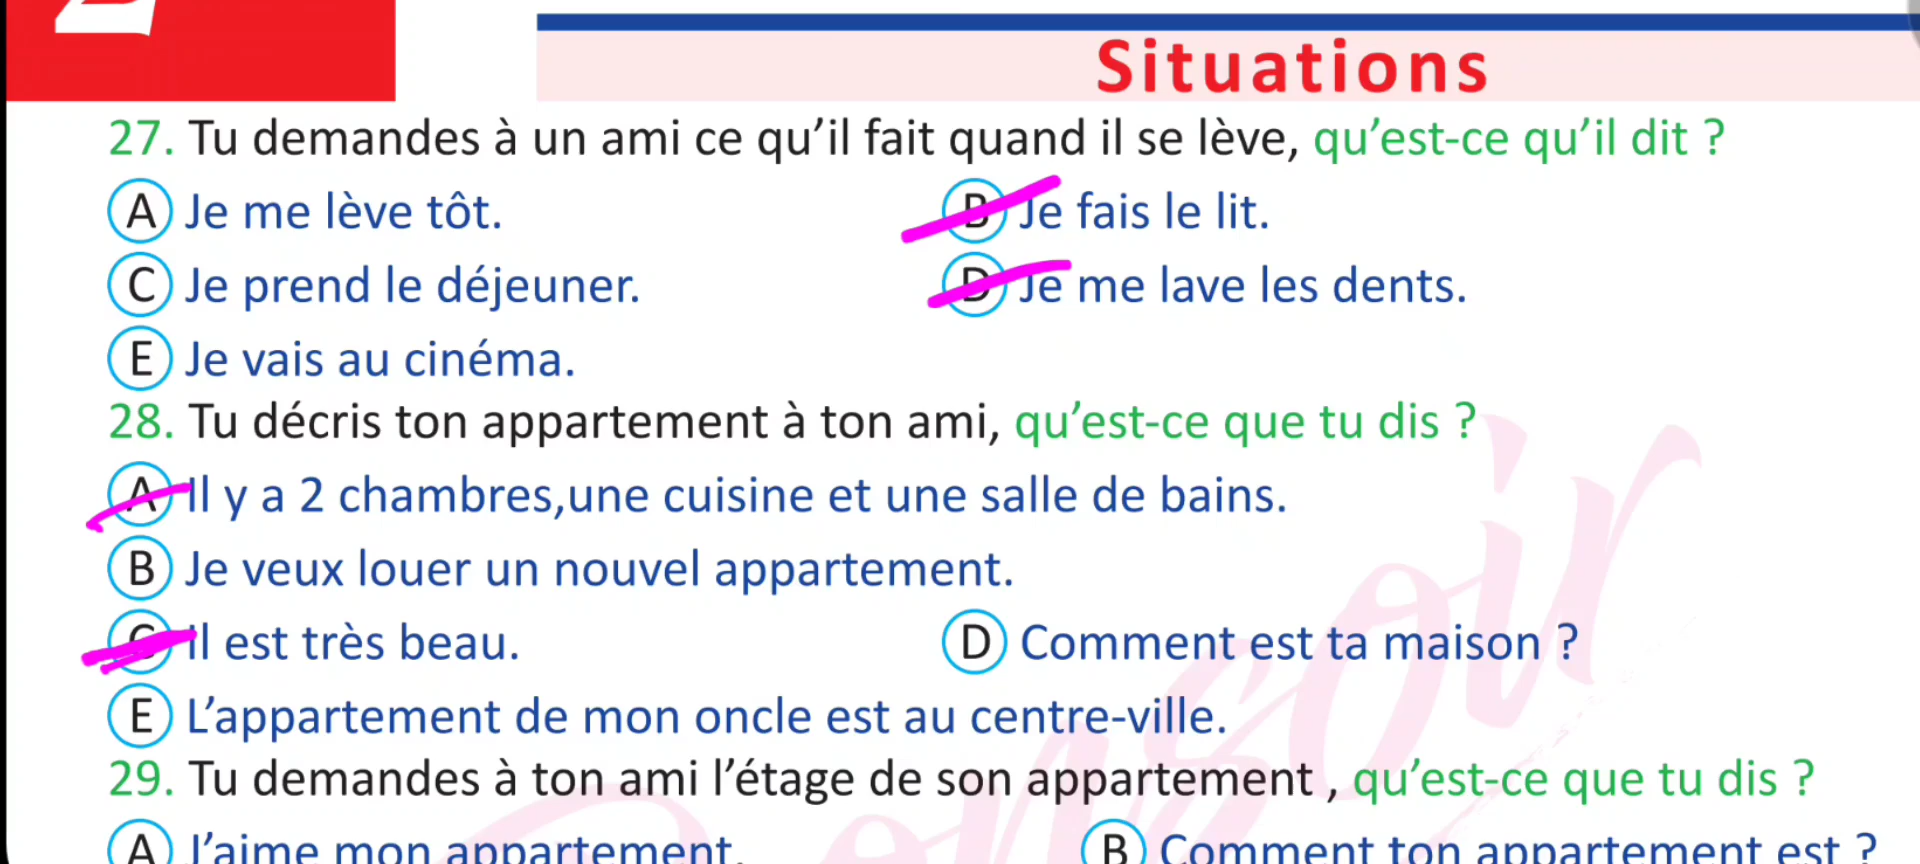 2
Situations
27. Tu demandes à un ami ce qu’il fait quand il se lève, qu’est-ce qu’il dit ?
A Je me lève tôt. B Je fais le lit.
C Je prend le déjeuner. D Je me lave les dents.
E Je vais au cinéma.
28. Tu décris ton appartement à ton ami, qu’est-ce que tu dis ?
A Il y a 2 chambres,une cuisine et une salle de bains.
B Je veux louer un nouvel appartement.
C Il est très beau. D Comment est ta maison ?
E L’appartement de mon oncle est au centre-ville.
29. Tu demandes à ton ami l’étage de son appartement , qu’est-ce que tu dis ?
A J’aime mon appartement. B Comment ton appartement est ?
Bonsoir